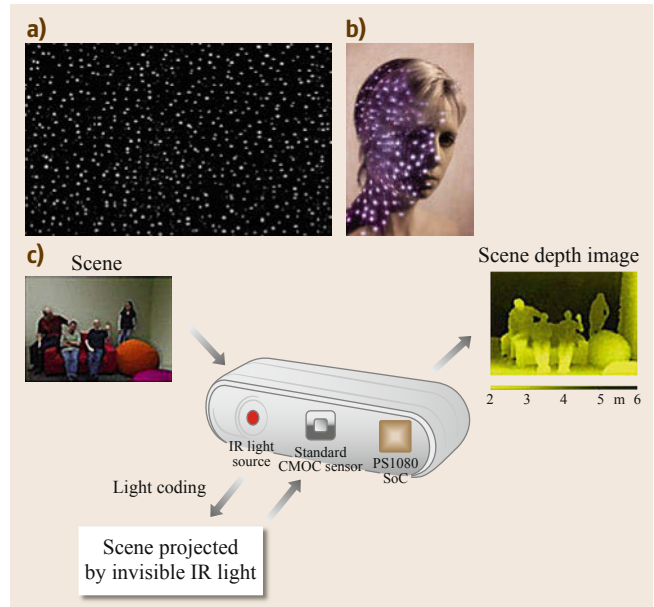 a)
b)
c)
Scene
Scene depth image
2 3 4 5 m 6
IR light
source
Standard
CMOC sensor
PS1080
SoC
Light coding
Scene projected
by invisible IR light